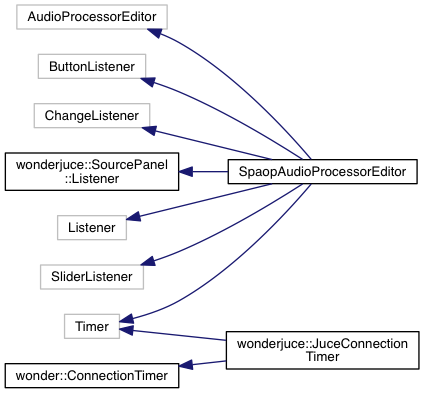 AudioProcessorEditor
ButtonListener
ChangeListener
wonderjuce::SourcePanel
::Listener
SpaopAudioProcessorEditor
Listener
SliderListener
Timer
wonderjuce::JuceConnection
Timer
wonder::ConnectionTimer